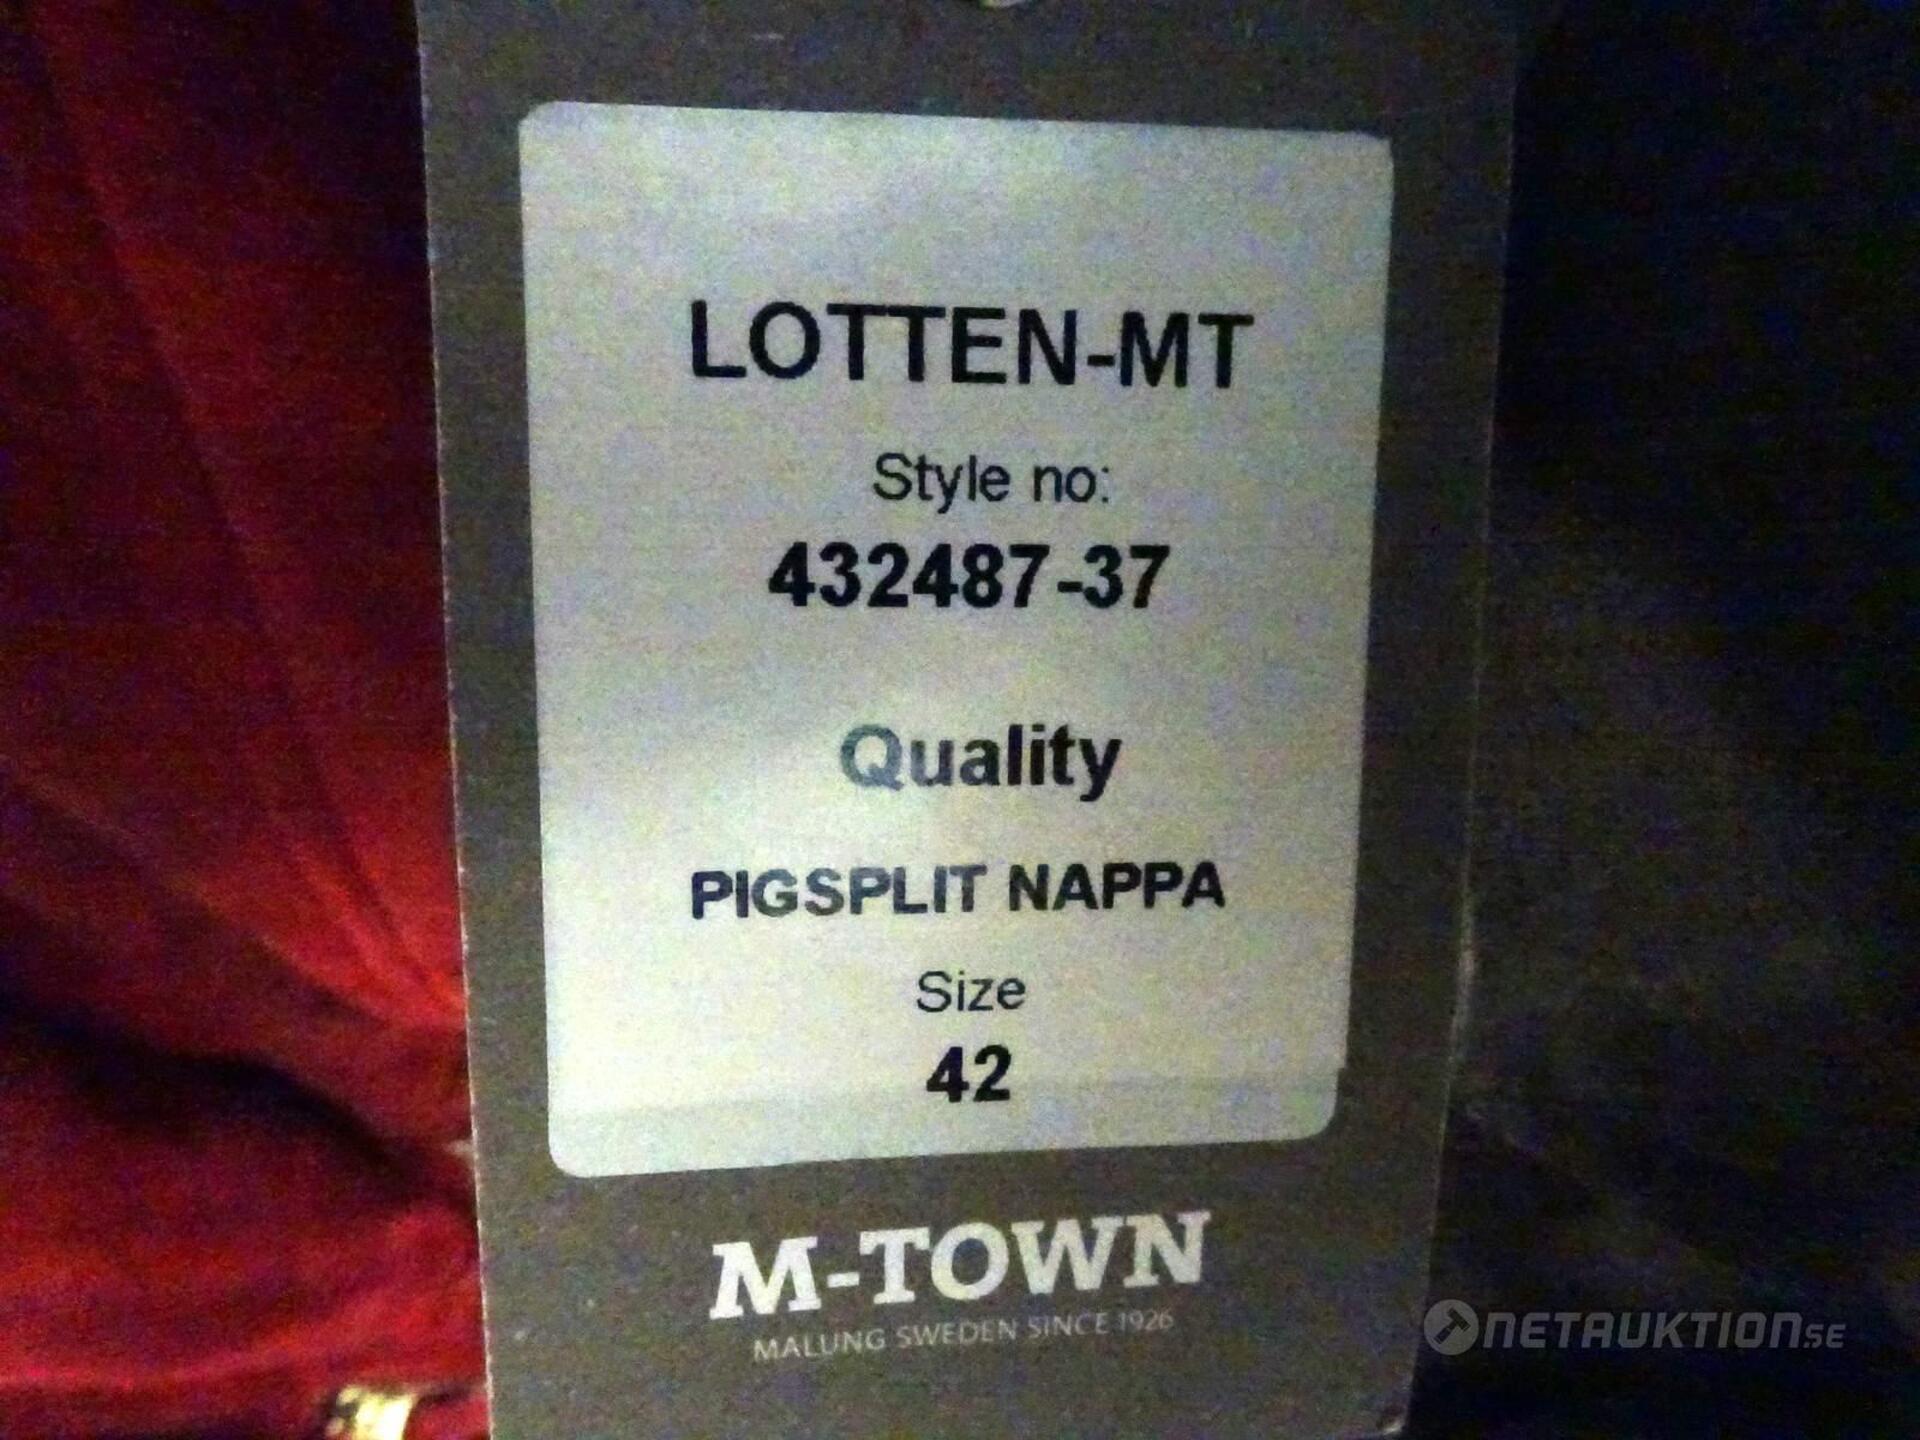 LOTTEN-MT
Style no:
432487-37
Quality
PIGSPLIT NAPPA
Size
42
M-TOWN
MALUNG SWEDEN SINCE 1926
NETAUKTION.SE